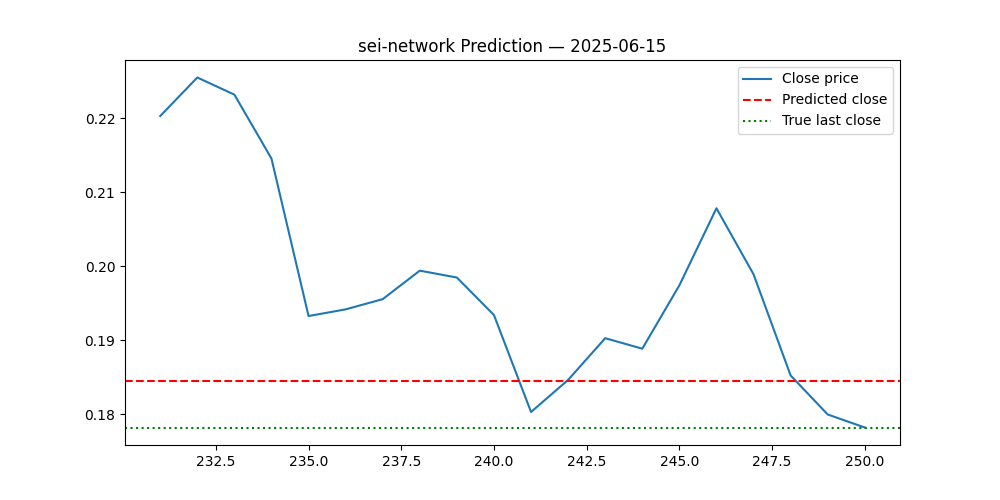 sei-network Prediction — 2025-06-15
Close price
Predicted close
True last close
0.22
0.21
0.20
0.19
0.18
232.5 235.0 237.5 240.0 242.5 245.0 247.5 250.0